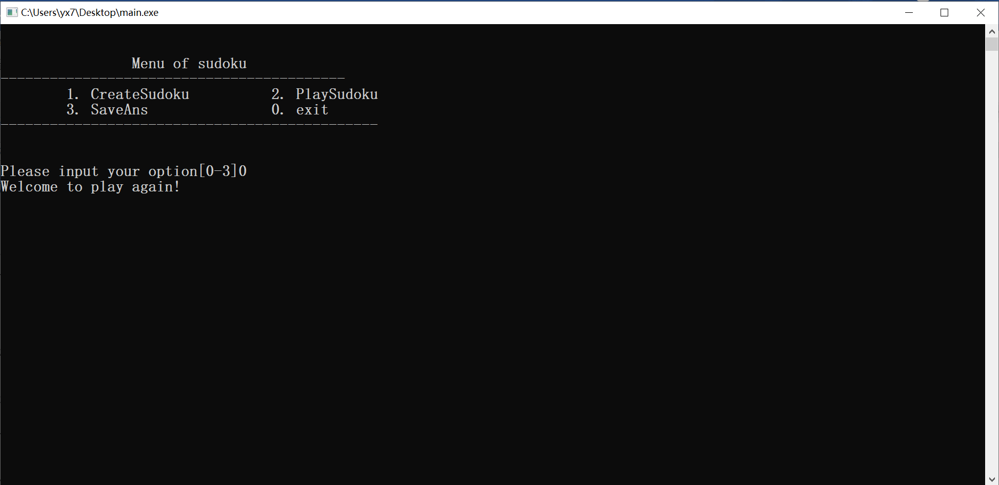 C:\Users\yx7\Desktop\main.exe
Menu of sudoku
------------------------------------------
1. CreateSudoku 2. PlaySudoku
3. SaveAns 0. exit
----------------------------------------------
Please input your option[0-3]0
Welcome to play again!